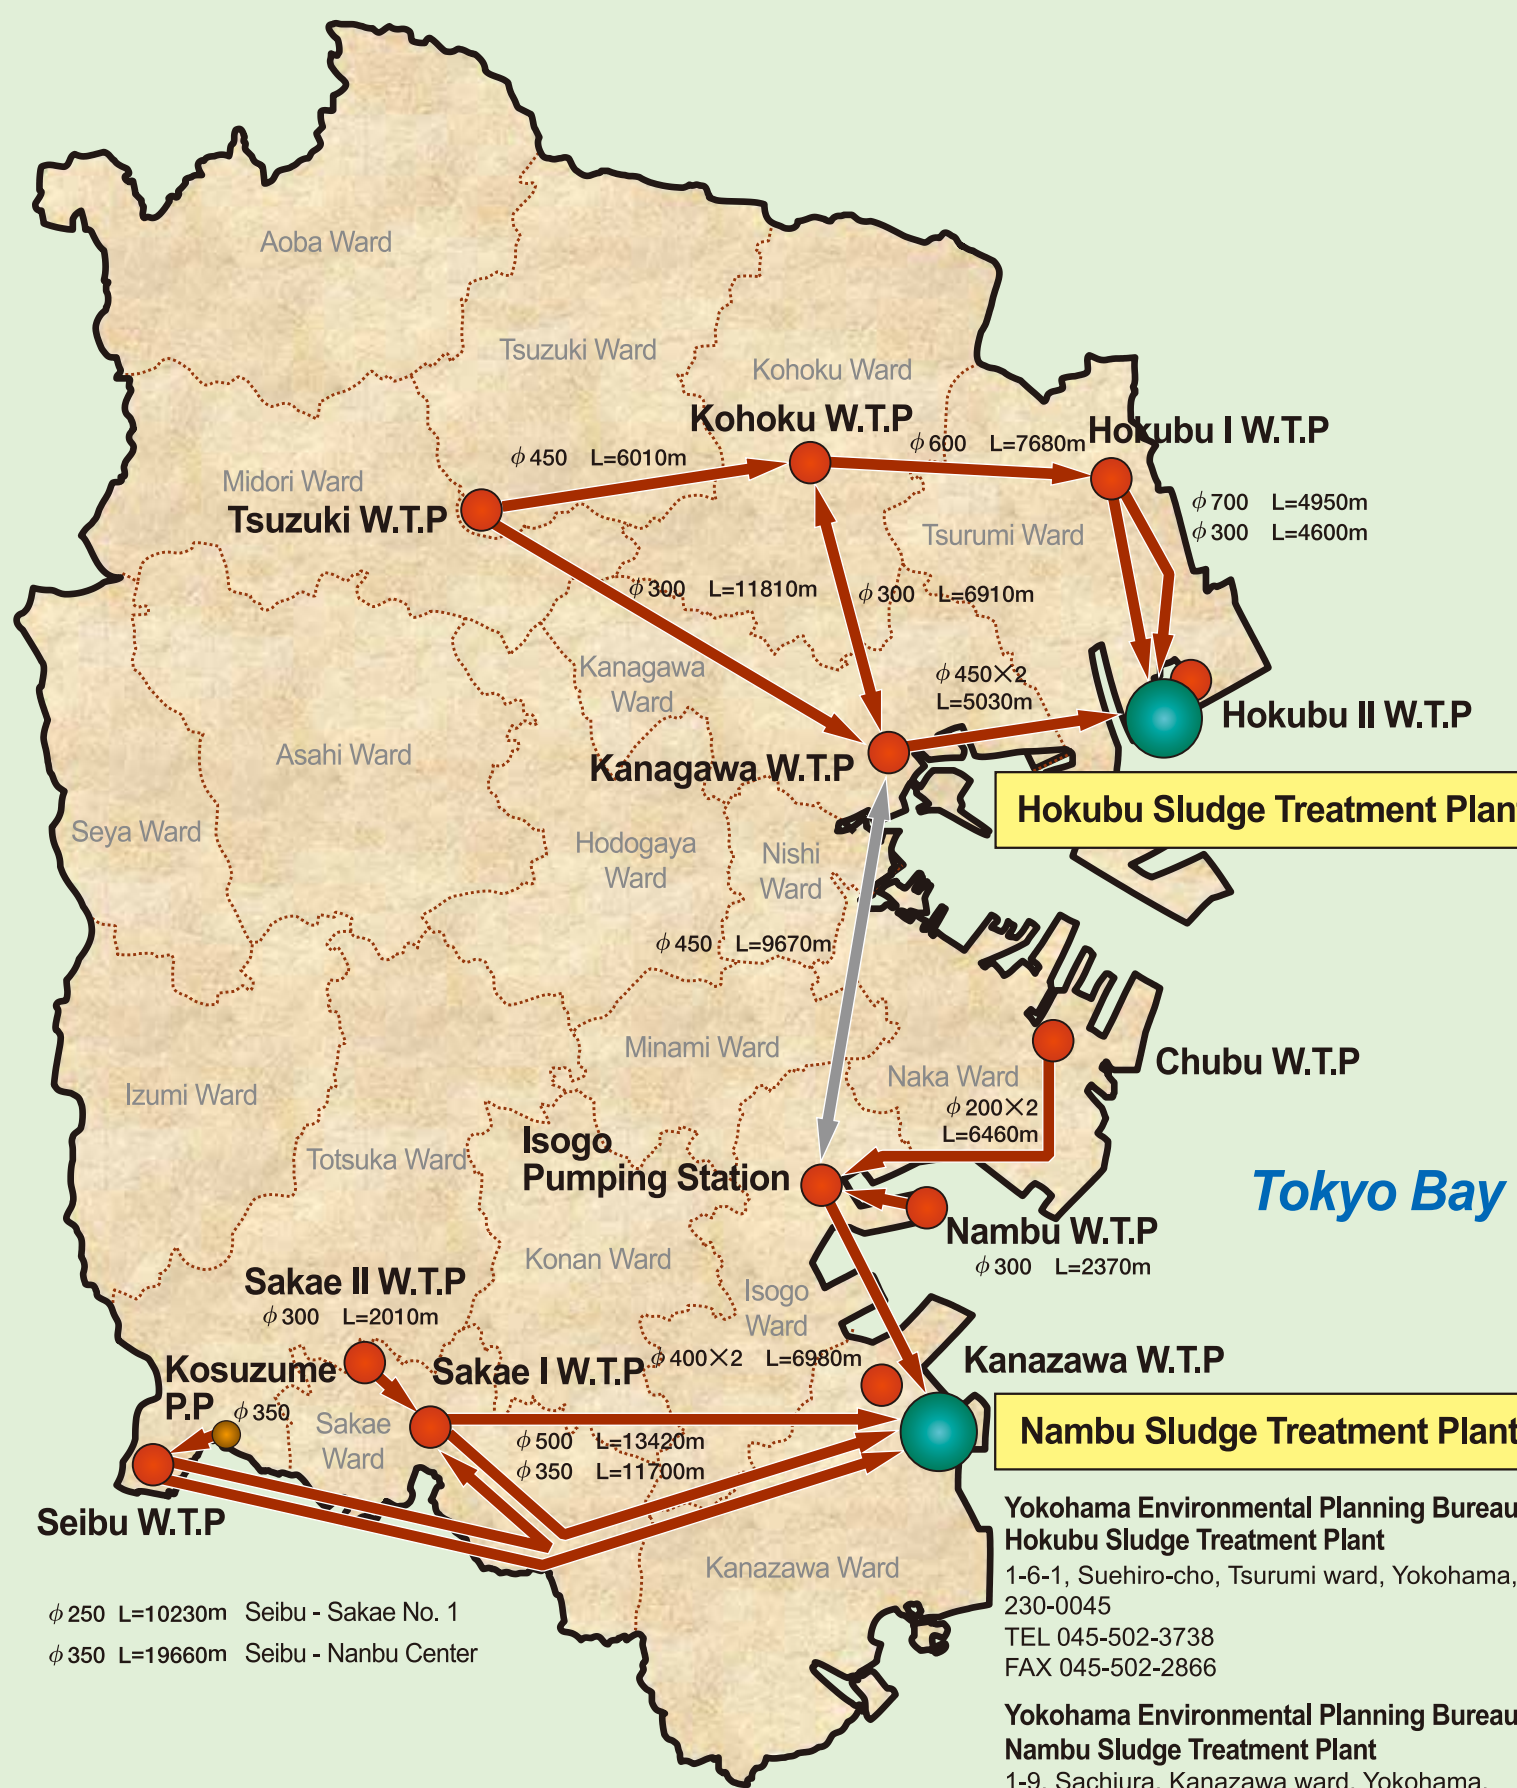 Aoba Ward
Tsuzuki Ward
Kohoku Ward
Kohoku W.T.P
φ600 L=7680m
Hokubu I W.T.P
φ450 L=6010m
Midori Ward
Tsuzuki W.T.P
φ700 L=4950m
φ300 L=4600m
Tsurumi Ward
φ300 L=11810m
φ300 L=6910m
Kanagawa
Ward
φ450×2
L=5030m
Hokubu II W.T.P
Asahi Ward
Kanagawa W.T.P
Hokubu Sludge Treatment Plant
Seya Ward
Hodogaya
Ward
Nishi
Ward
φ450 L=9670m
Minami Ward
Chubu W.T.P
Naka Ward
Izumi Ward
φ200×2
L=6460m
Totsuka Ward
Isogo
Pumping Station
Tokyo Bay
Nambu W.T.P
φ300 L=2370m
Konan Ward
Sakae II W.T.P
φ300 L=2010m
Isogo
Ward
φ400×2 L=6980m
Kanazawa W.T.P
Kosuzume
P.P
φ350
Sakae I W.T.P
Sakae
Ward
φ500 L=13420m
φ350 L=11700m
Nambu Sludge Treatment Plant
Seibu W.T.P
Kanazawa Ward
φ250 L=10230m Seibu - Sakae No. 1
φ350 L=19660m Seibu - Nanbu Center
Yokohama Environmental Planning Bureau
Hokubu Sludge Treatment Plant
1-6-1, Suehiro-cho, Tsurumi ward, Yokohama,
230-0045
TEL 045-502-3738
FAX 045-502-2866
Yokohama Environmental Planning Bureau
Nambu Sludge Treatment Plant
1-9, Sachiura, Kanazawa ward, Yokohama,